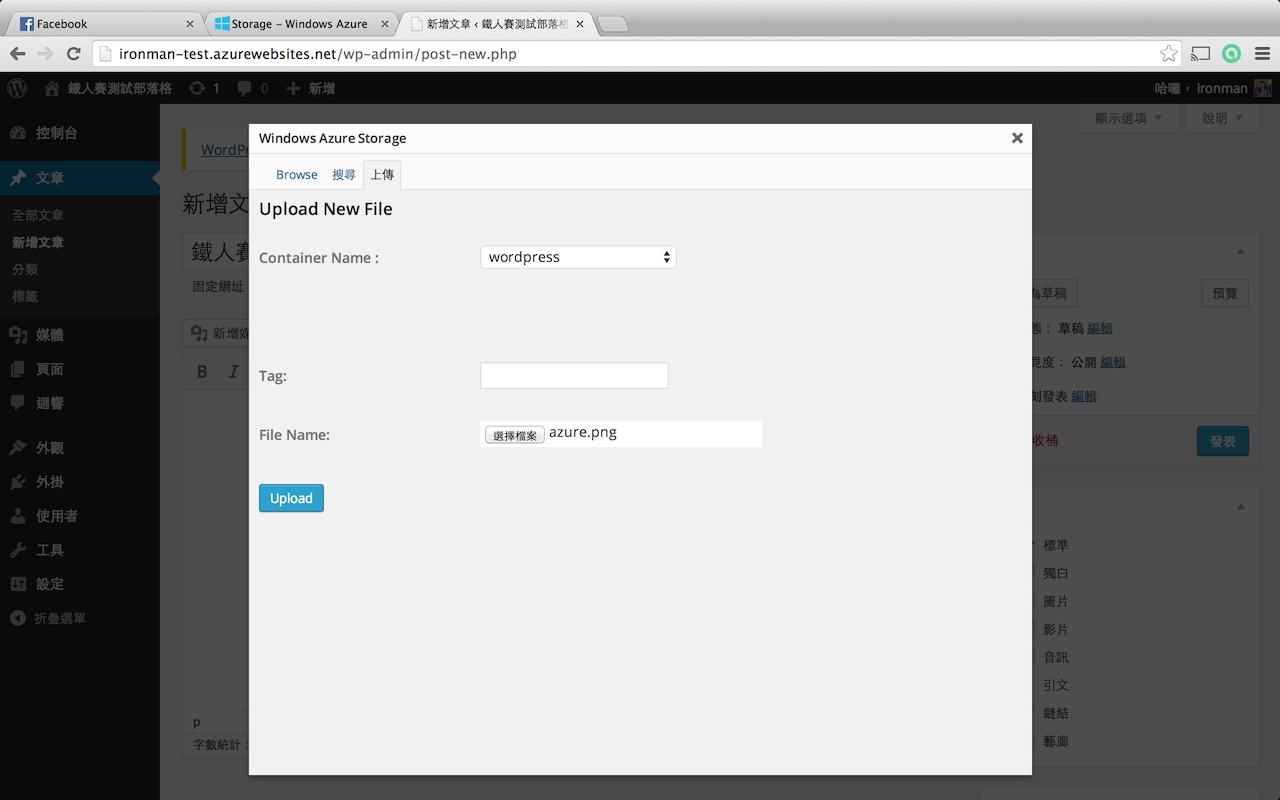 Facebook
Storage - Windows Azure
新增文章 ‹ 鐵人賽測試部落格
ironman-test.azurewebsites.net/wp-admin/post-new.php
鐵人賽測試部落格
1
0
新增
哈囉，ironman
控制台
文章
全部文章
新增文章
分類
標籤
媒體
頁面
迴響
外觀
外掛
使用者
工具
設定
折疊選單
顯示選項
說明
WordPr
新增文
鐵人賽
固定網址
新增媒
B I
p
字數統計：
Windows Azure Storage
Browse
搜尋
上傳
Upload New File
Container Name :
wordpress
Tag:
File Name:
選擇檔案 azure.png
Upload
為草稿
預覽
態： 草稿 編輯
見度： 公開 編輯
刻發表 編輯
收桶
發表
標準
獨白
圖片
影片
音訊
引文
鏈結
藝廊